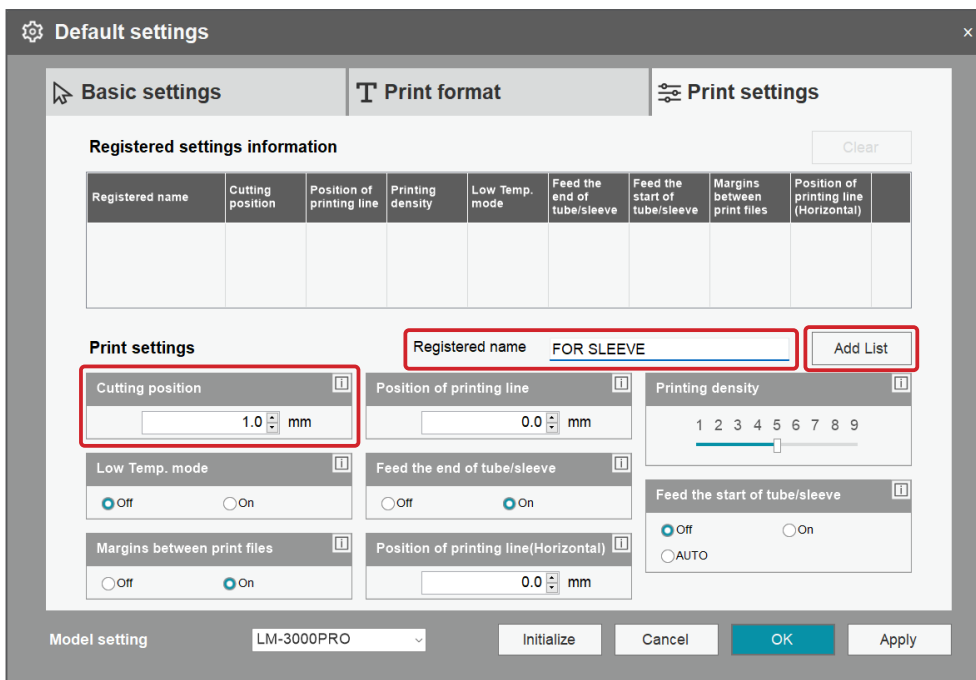 Default settings
×
Basic settings
Print format
Print settings
Registered settings information
Clear
Registered name
Cutting position
Position of printing line
Printing density
Low Temp. mode
Feed the end of tube/sleeve
Feed the start of tube/sleeve
Margins between print files
Position of printing line (Horizontal)
Print settings
Registered name FOR SLEEVE
Add List
Cutting position
1.0 mm
Position of printing line
0.0 mm
Printing density
1 2 3 4 5 6 7 8 9
Low Temp. mode
Off On
Feed the end of tube/sleeve
Off On
Feed the start of tube/sleeve
Off On
AUTO
Margins between print files
Off On
Position of printing line(Horizontal)
0.0 mm
Model setting
LM-3000PRO
Initialize
Cancel
OK
Apply